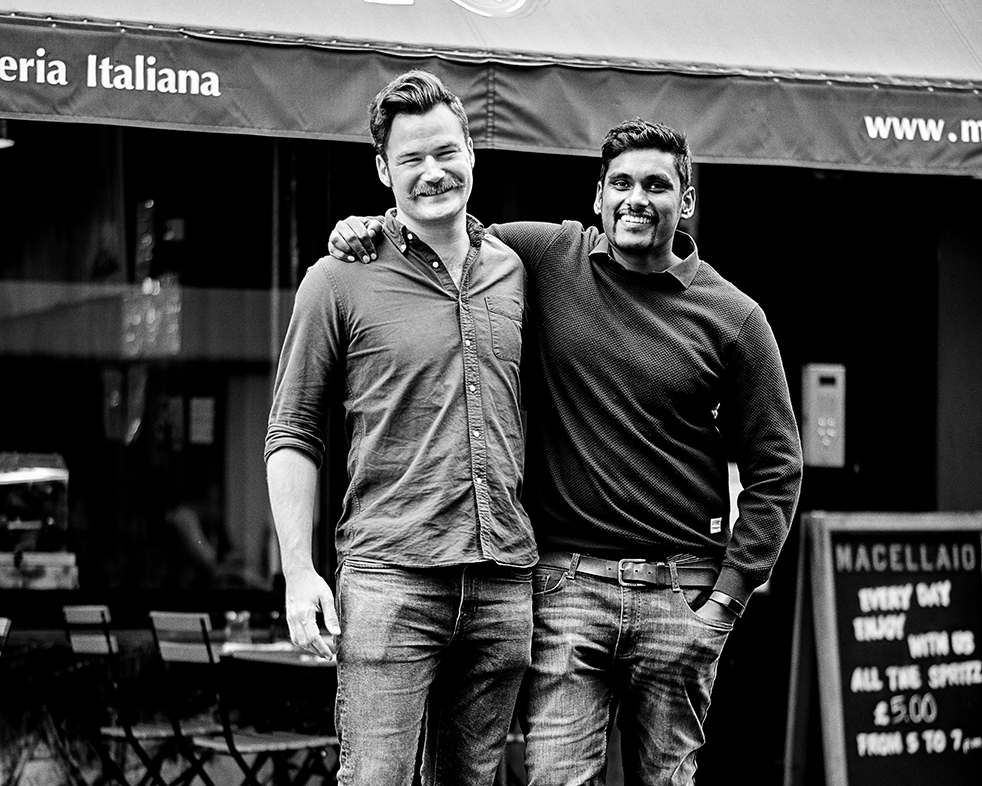 eria Italiana
www.m
MACELLAIO
EVERY DAY
ENJOY
WITH US
ALL THE SPRITZ
£5.00
FROM 5 TO 7